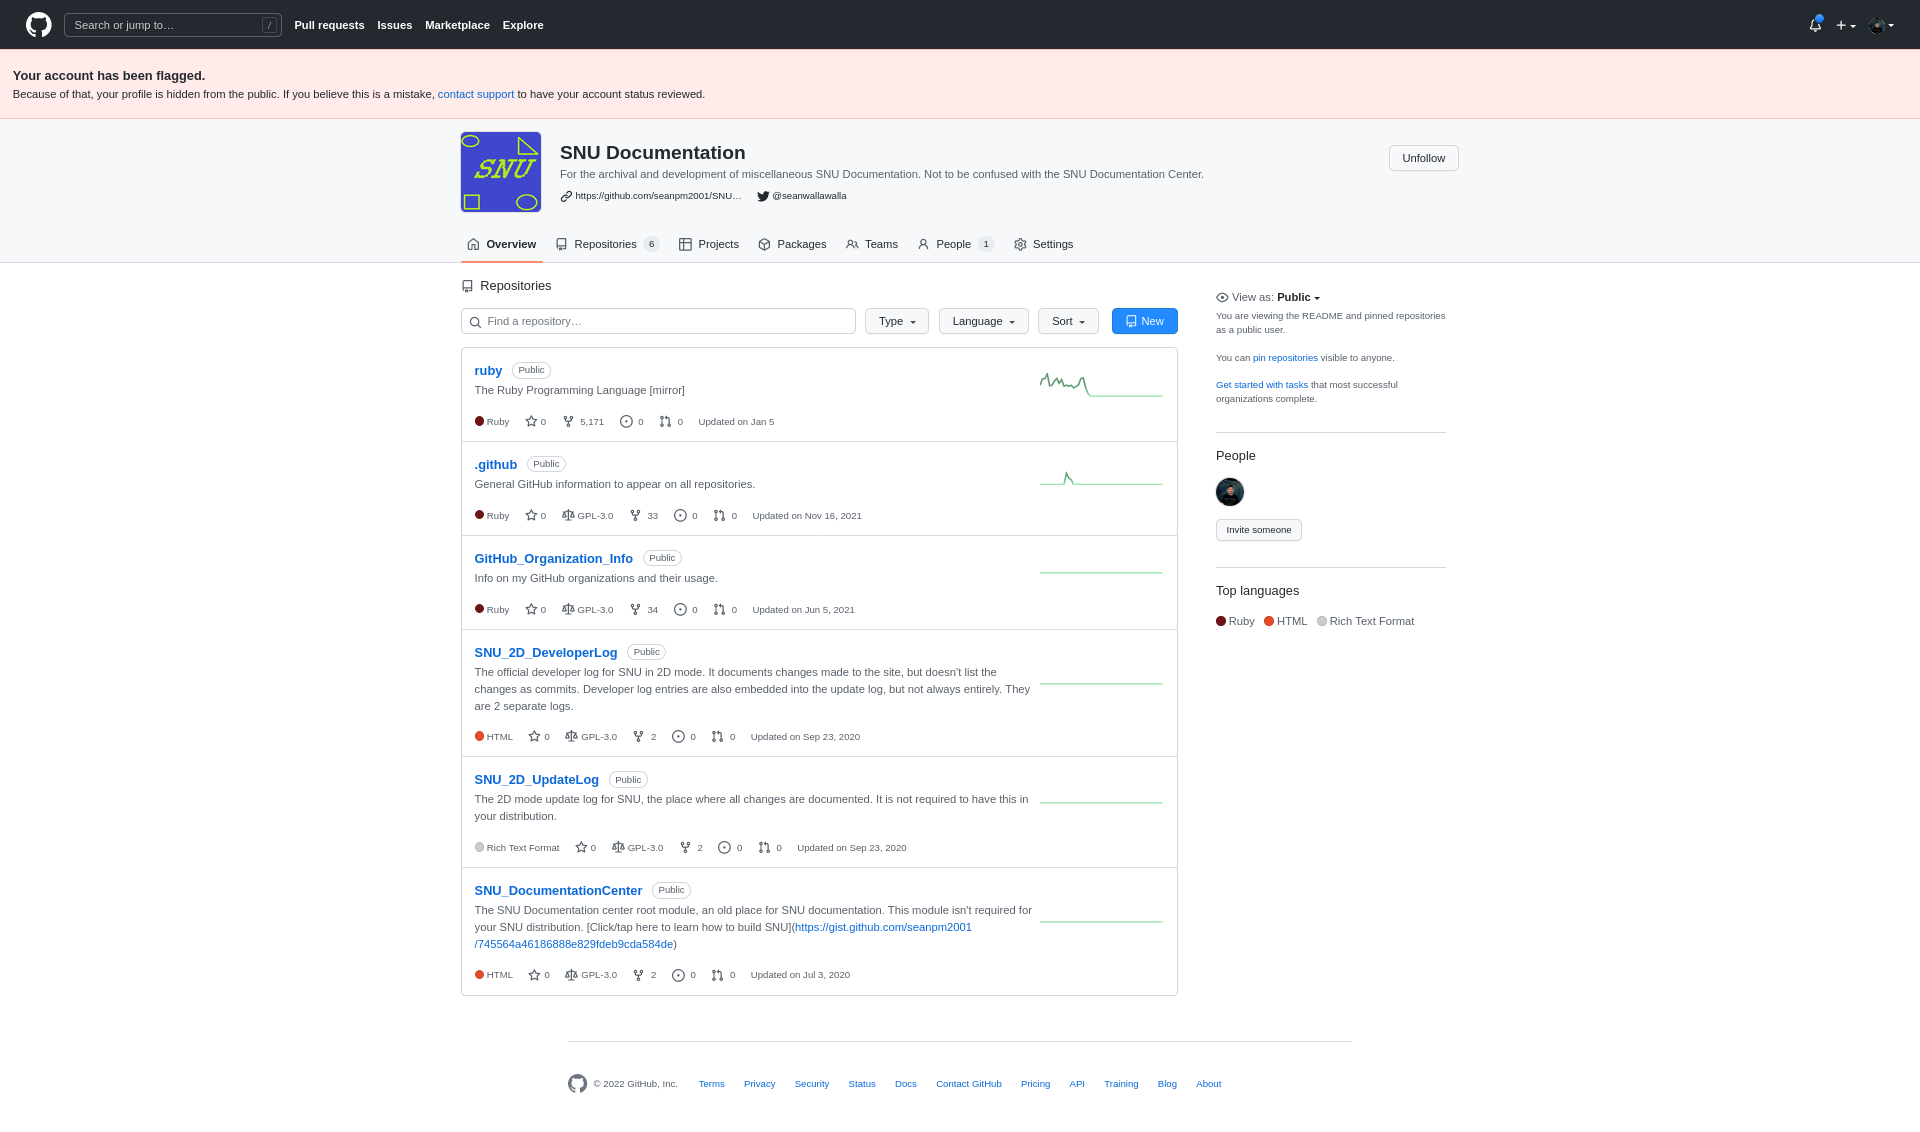 Search or jump to…
/
Pull requests Issues Marketplace Explore
Your account has been flagged.
Because of that, your profile is hidden from the public. If you believe this is a mistake, contact support to have your account status reviewed.
SNU
SNU Documentation
For the archival and development of miscellaneous SNU Documentation. Not to be confused with the SNU Documentation Center.
https://github.com/seanpm2001/SNU… @seanwallawalla
Unfollow
Overview Repositories 6 Projects Packages Teams People 1 Settings
Repositories
Find a repository… Type Language Sort New
ruby Public
The Ruby Programming Language [mirror]
Ruby 0 5,171 0 0 Updated on Jan 5
.github Public
General GitHub information to appear on all repositories.
Ruby 0 GPL-3.0 33 0 0 Updated on Nov 16, 2021
GitHub_Organization_Info Public
Info on my GitHub organizations and their usage.
Ruby 0 GPL-3.0 34 0 0 Updated on Jun 5, 2021
SNU_2D_DeveloperLog Public
The official developer log for SNU in 2D mode. It documents changes made to the site, but doesn't list the
changes as commits. Developer log entries are also embedded into the update log, but not always entirely. They
are 2 separate logs.
HTML 0 GPL-3.0 2 0 0 Updated on Sep 23, 2020
SNU_2D_UpdateLog Public
The 2D mode update log for SNU, the place where all changes are documented. It is not required to have this in
your distribution.
Rich Text Format 0 GPL-3.0 2 0 0 Updated on Sep 23, 2020
SNU_DocumentationCenter Public
The SNU Documentation center root module, an old place for SNU documentation. This module isn't required for
your SNU distribution. [Click/tap here to learn how to build SNU](https://gist.github.com/seanpm2001
/745564a46186888e829fdeb9cda584de)
HTML 0 GPL-3.0 2 0 0 Updated on Jul 3, 2020
View as: Public
You are viewing the README and pinned repositories
as a public user.
You can pin repositories visible to anyone.
Get started with tasks that most successful
organizations complete.
People
Invite someone
Top languages
Ruby HTML Rich Text Format
© 2022 GitHub, Inc. Terms Privacy Security Status Docs Contact GitHub Pricing API Training Blog About